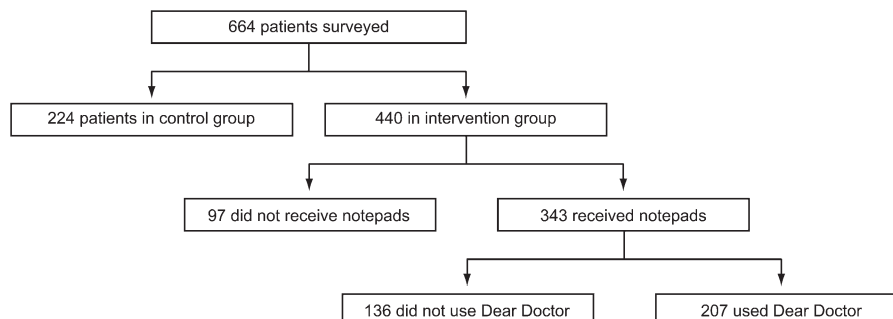 664 patients surveyed
224 patients in control group
440 in intervention group
97 did not receive notepads
343 received notepads
136 did not use Dear Doctor
207 used Dear Doctor